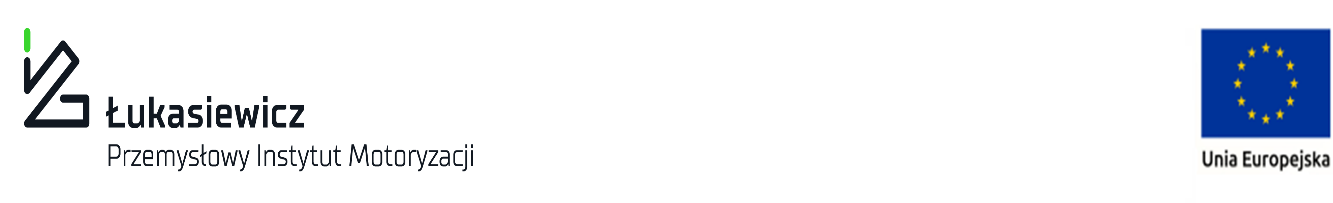 Łukasiewicz
Przemysłowy Instytut Motoryzacji
Unia Europejska